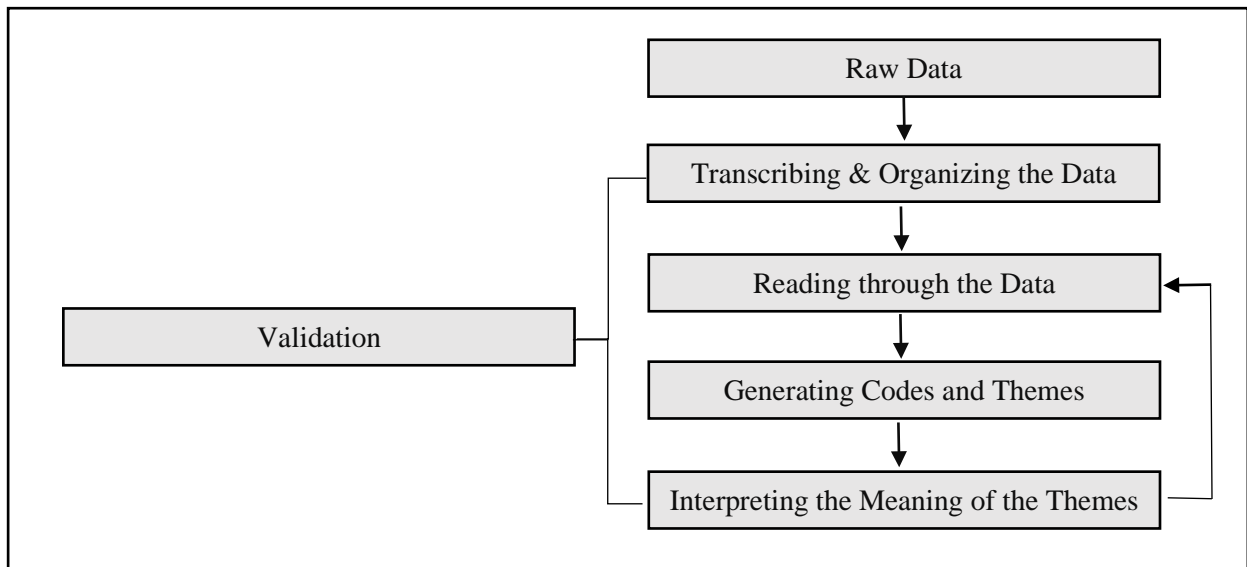 Raw Data
Transcribing & Organizing the Data
Reading through the Data
Validation
Generating Codes and Themes
Interpreting the Meaning of the Themes